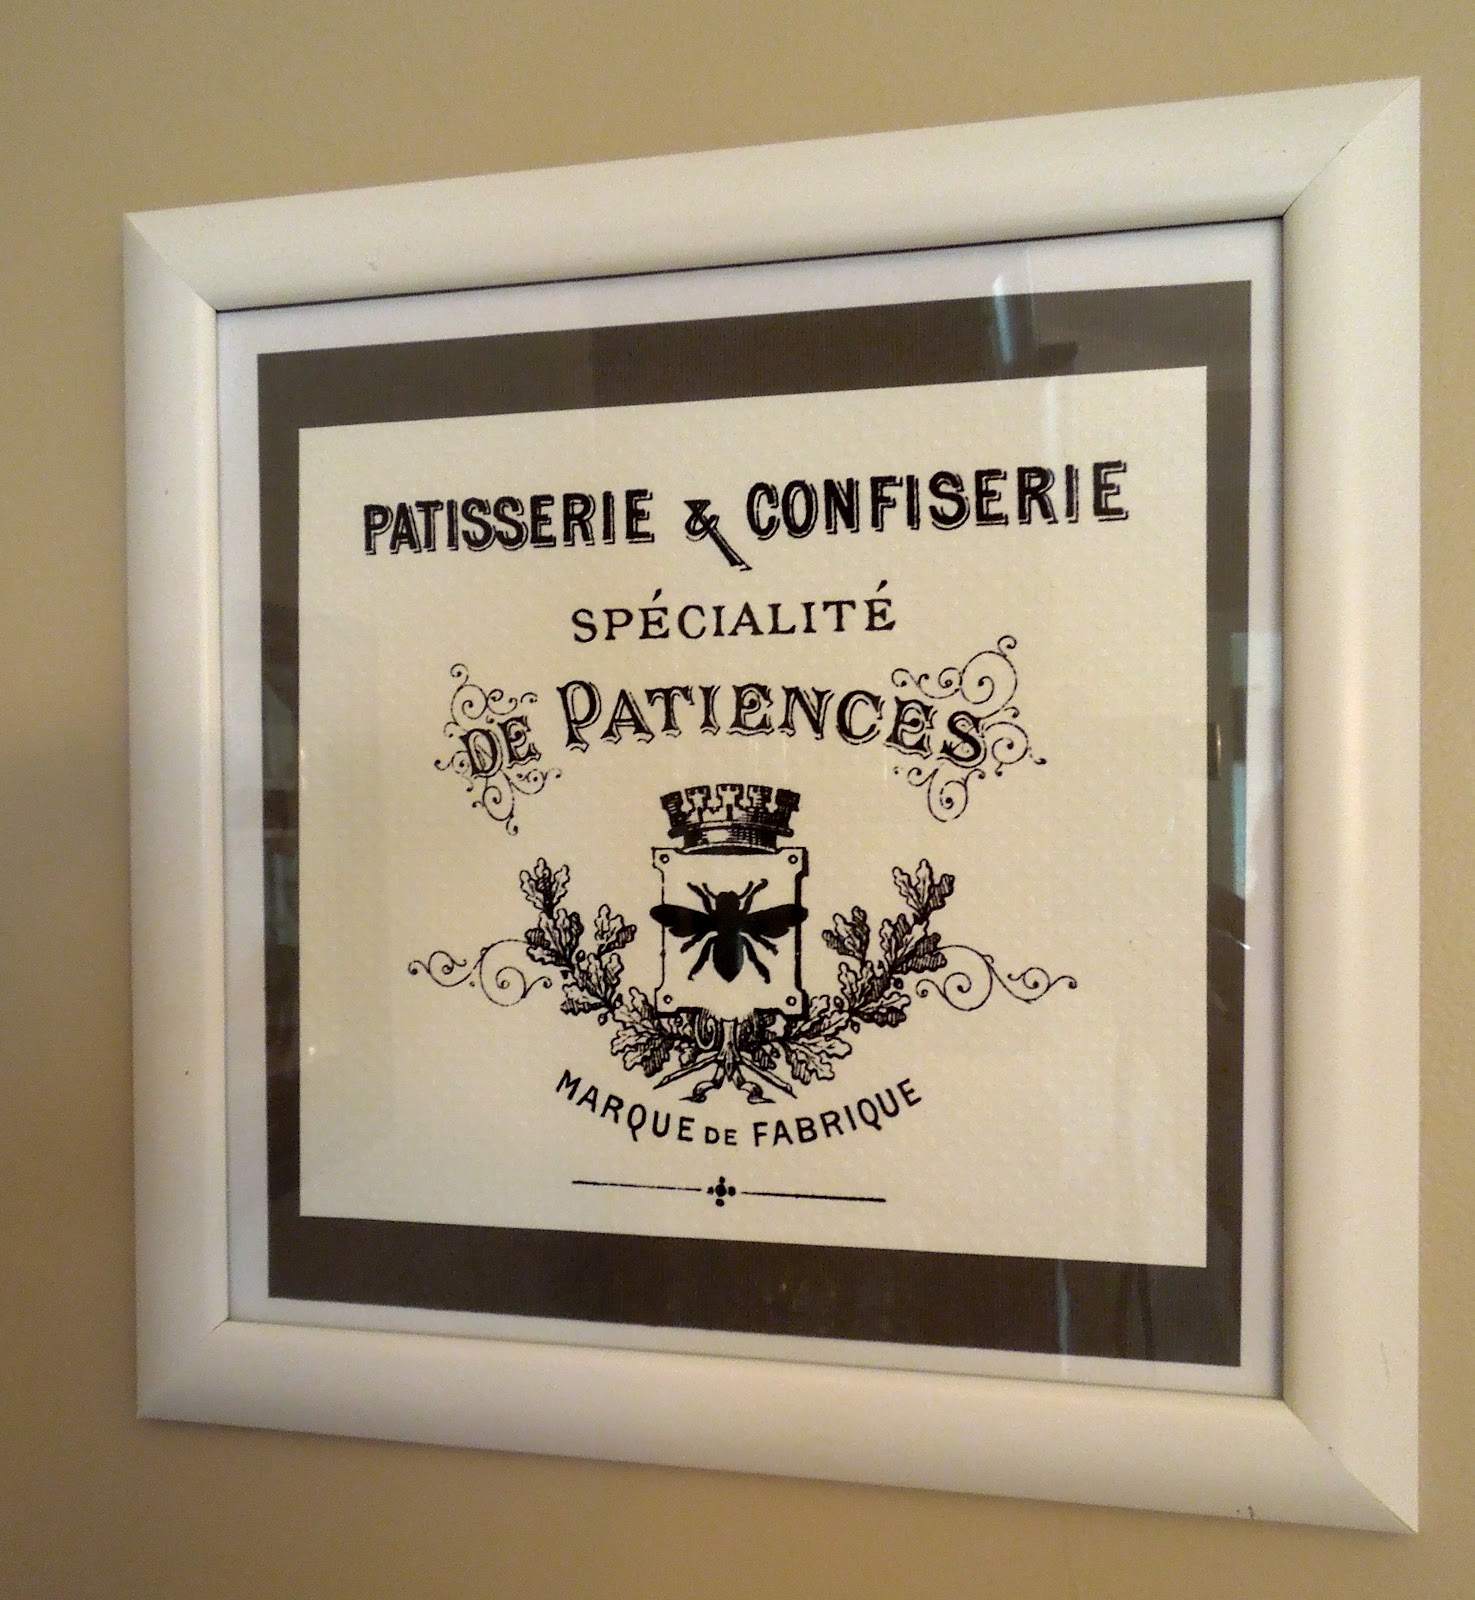 PATISSERIE & CONFISERIE
SPÉCIALITÉ
DE PATIENCES
MARQUE DE FABRIQUE